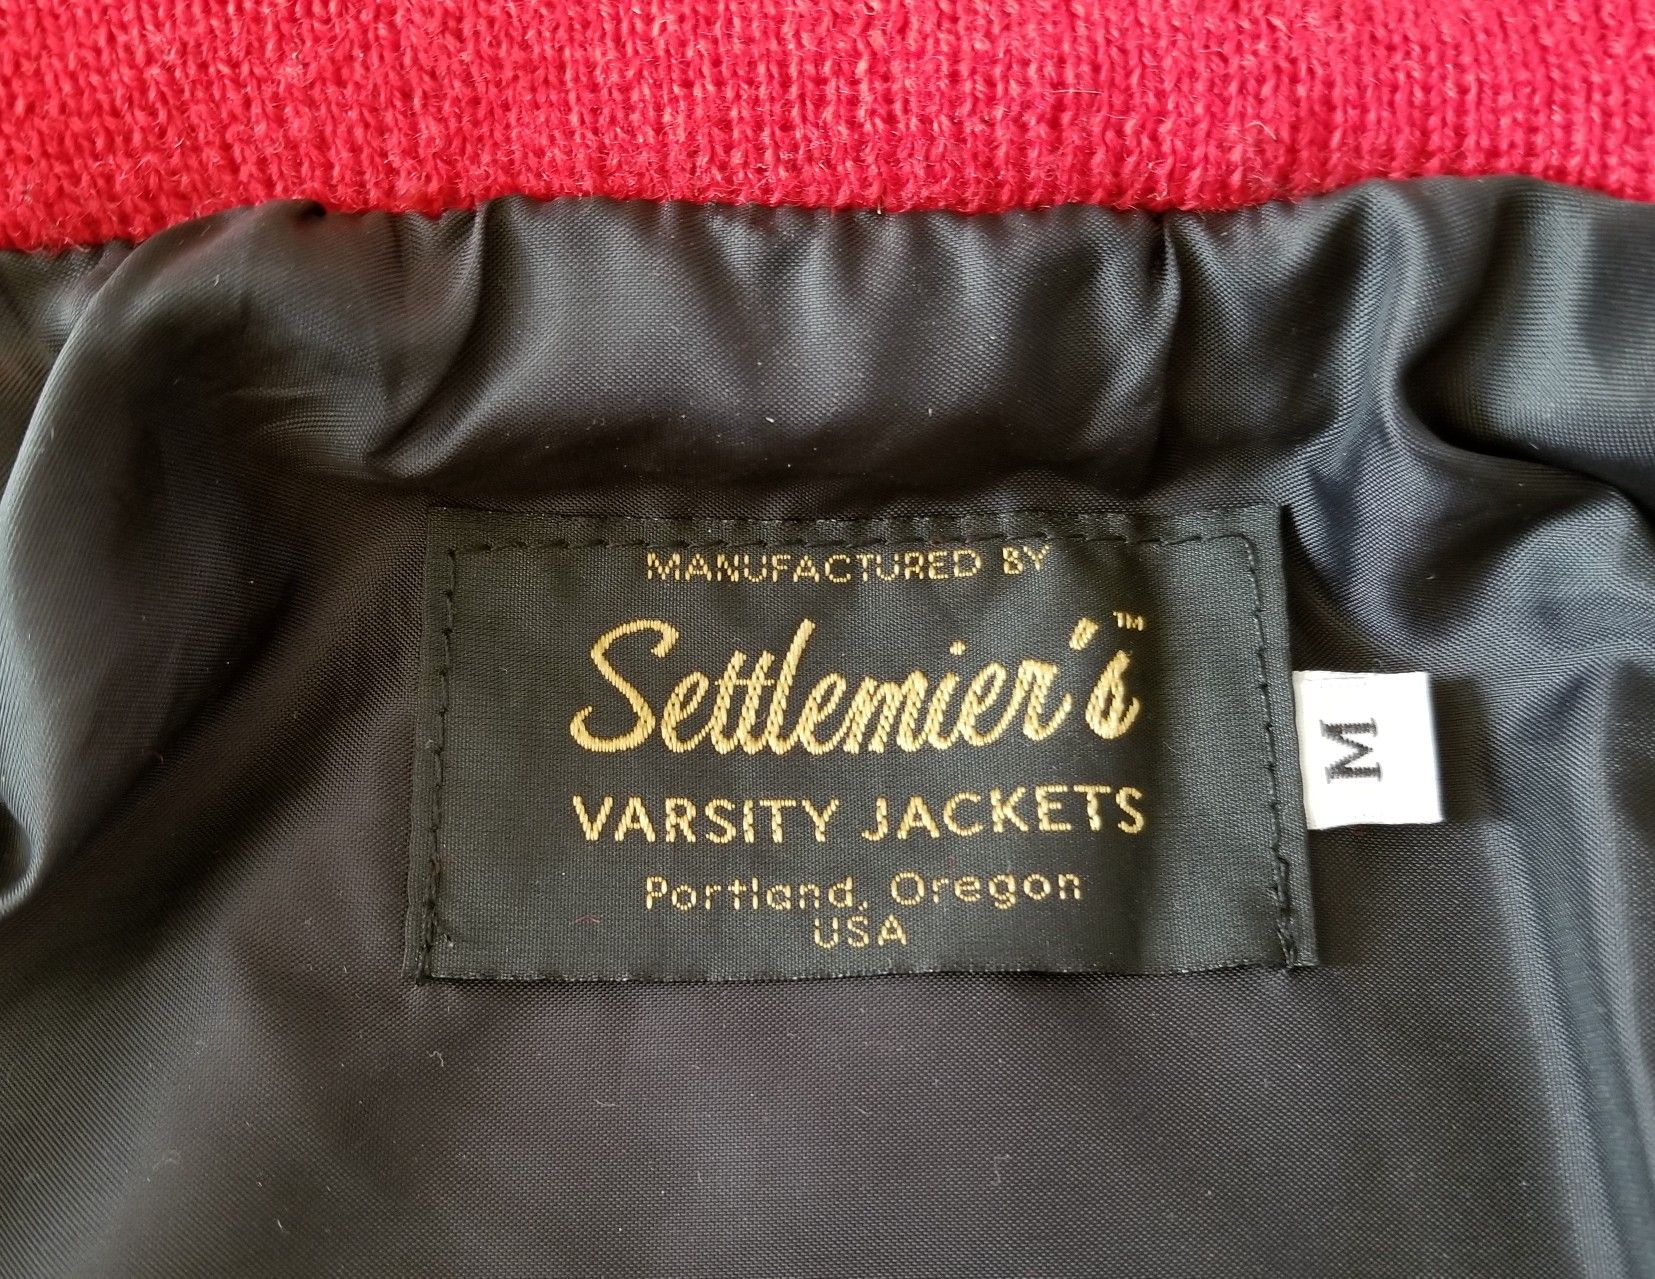 MANUFACTURED BY
Settlemier's™
VARSITY JACKETS
Portland, Oregon
USA
M